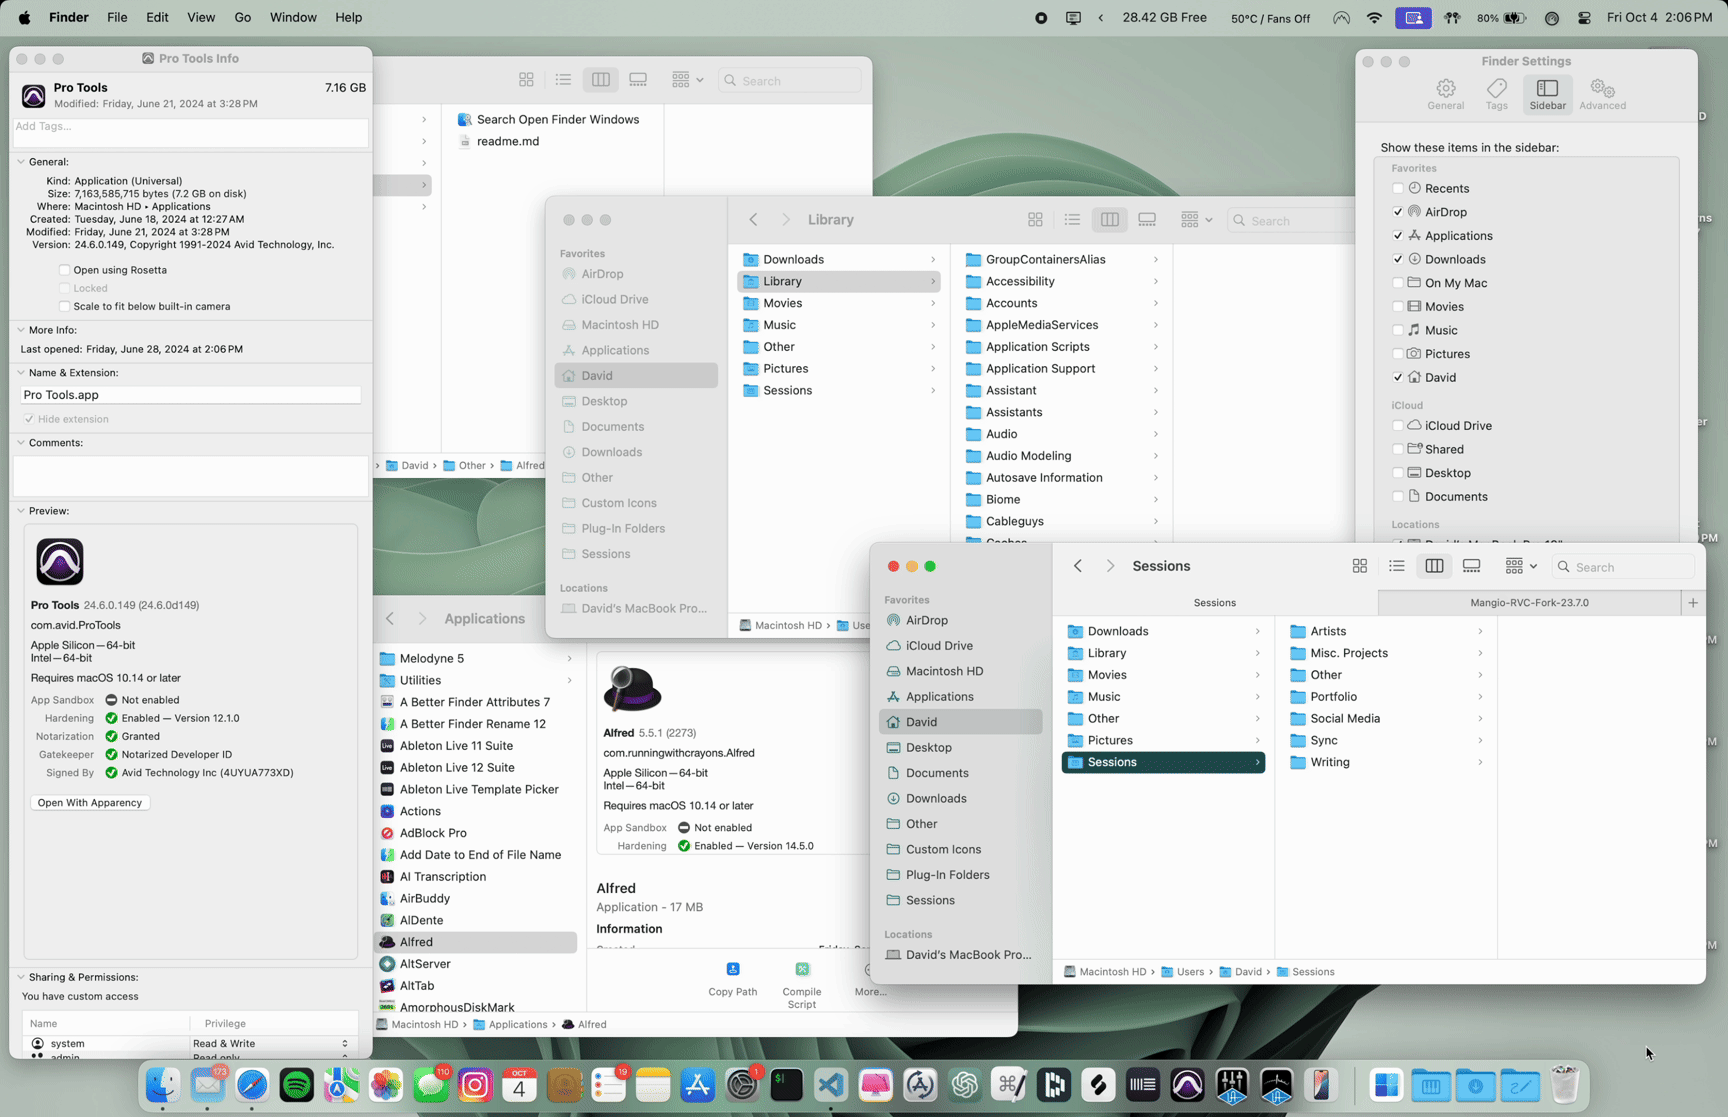 Finder File Edit View Go Window Help
28.42 GB Free 50°C / Fans Off 80% Fri Oct 4 2:06 PM
Pro Tools Info
Pro Tools 7.16 GB
Modified: Friday, June 21, 2024 at 3:28 PM
Add Tags...
General:
Kind: Application (Universal)
Size: 7,163,585,715 bytes (7.2 GB on disk)
Where: Macintosh HD • Applications
Created: Tuesday, June 18, 2024 at 12:27 AM
Modified: Friday, June 21, 2024 at 3:28 PM
Version: 24.6.0.149, Copyright 1991-2024 Avid Technology, Inc.
Open using Rosetta
Locked
Scale to fit below built-in camera
More Info:
Last opened: Friday, June 28, 2024 at 2:06 PM
Name & Extension:
Pro Tools.app
Hide extension
Comments:
Preview:
Pro Tools 24.6.0.149 (24.6.0d149)
com.avid.ProTools
Apple Silicon — 64-bit
Intel — 64-bit
Requires macOS 10.14 or later
App Sandbox Not enabled
Hardening Enabled — Version 12.1.0
Notarization Granted
Gatekeeper Notarized Developer ID
Signed By Avid Technology Inc (4UYUA773XD)
Open With Apparency
Sharing & Permissions:
You have custom access
Name Privilege
system Read & Write
admin Read only
Search
Search Open Finder Windows
readme.md
David › Other › Alfred
Library
Search
Favorites
AirDrop
iCloud Drive
Macintosh HD
Applications
David
Desktop
Documents
Downloads
Other
Custom Icons
Plug-In Folders
Sessions
Locations
David's MacBook Pro...
Downloads
Library
Movies
Music
Other
Pictures
Sessions
GroupContainersAlias
Accessibility
Accounts
AppleMediaServices
Application Scripts
Application Support
Assistant
Assistants
Audio
Audio Modeling
Autosave Information
Biome
Cableguys
Caches
Macintosh HD › Use
Finder Settings
General Tags Sidebar Advanced
Show these items in the sidebar:
Favorites
Recents
AirDrop
Applications
Downloads
On My Mac
Movies
Music
Pictures
David
iCloud
iCloud Drive
Shared
Desktop
Documents
Locations
Applications
Melodyne 5
Utilities
A Better Finder Attributes 7
A Better Finder Rename 12
Ableton Live 11 Suite
Ableton Live 12 Suite
Ableton Live Template Picker
Actions
AdBlock Pro
Add Date to End of File Name
AI Transcription
AirBuddy
AlDente
Alfred
AltServer
AltTab
AmorphousDiskMark
Alfred 5.5.1 (2273)
com.runningwithcrayons.Alfred
Apple Silicon — 64-bit
Intel — 64-bit
Requires macOS 10.14 or later
App Sandbox Not enabled
Hardening Enabled — Version 14.5.0
Alfred
Application - 17 MB
Information
Copy Path Compile Script More...
Macintosh HD › Applications › Alfred
Sessions
Search
Sessions Mangio-RVC-Fork-23.7.0
Favorites
AirDrop
iCloud Drive
Macintosh HD
Applications
David
Desktop
Documents
Downloads
Other
Custom Icons
Plug-In Folders
Sessions
Locations
David's MacBook Pro...
Downloads
Library
Movies
Music
Other
Pictures
Sessions
Artists
Misc. Projects
Other
Portfolio
Social Media
Sync
Writing
Macintosh HD › Users › David › Sessions
173
110
OCT
4
19
1